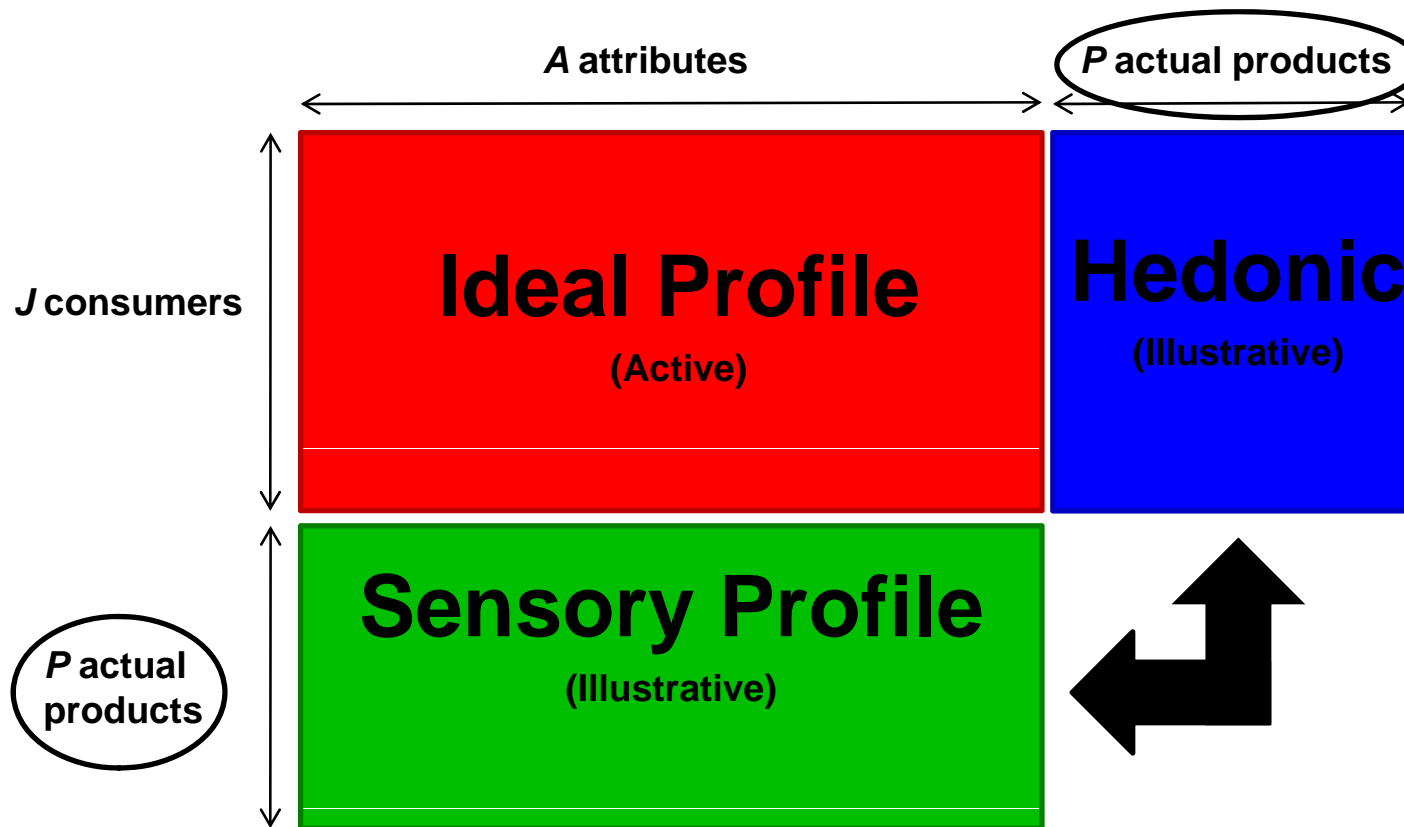 A attributes
P actual products
J consumers
Ideal Profile
(Active)
Hedonic
(Illustrative)
P actual
products
Sensory Profile
(Illustrative)